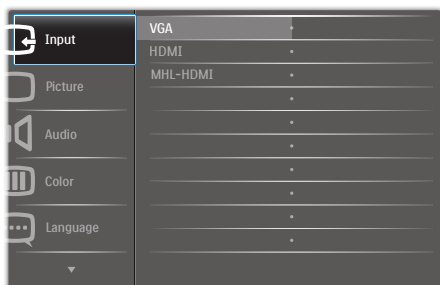 Input
Picture
Audio
Color
Language
VGA
HDMI
MHL-HDMI